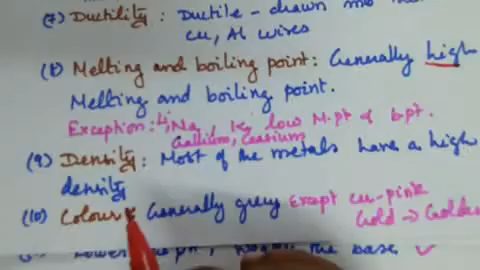 (7) Ductility : Ductile - drawn into
Cu, Al wires
(8) Melting and boiling point: Generally high
Melting and boiling point.
Exception: Li, Na, K, low M.pt & b.pt.
Gallium, Caesium
(9) Density: Most of the metals have a high
density
(10) Colour: Generally grey Except Cu-pink
Gold → Golden
the base